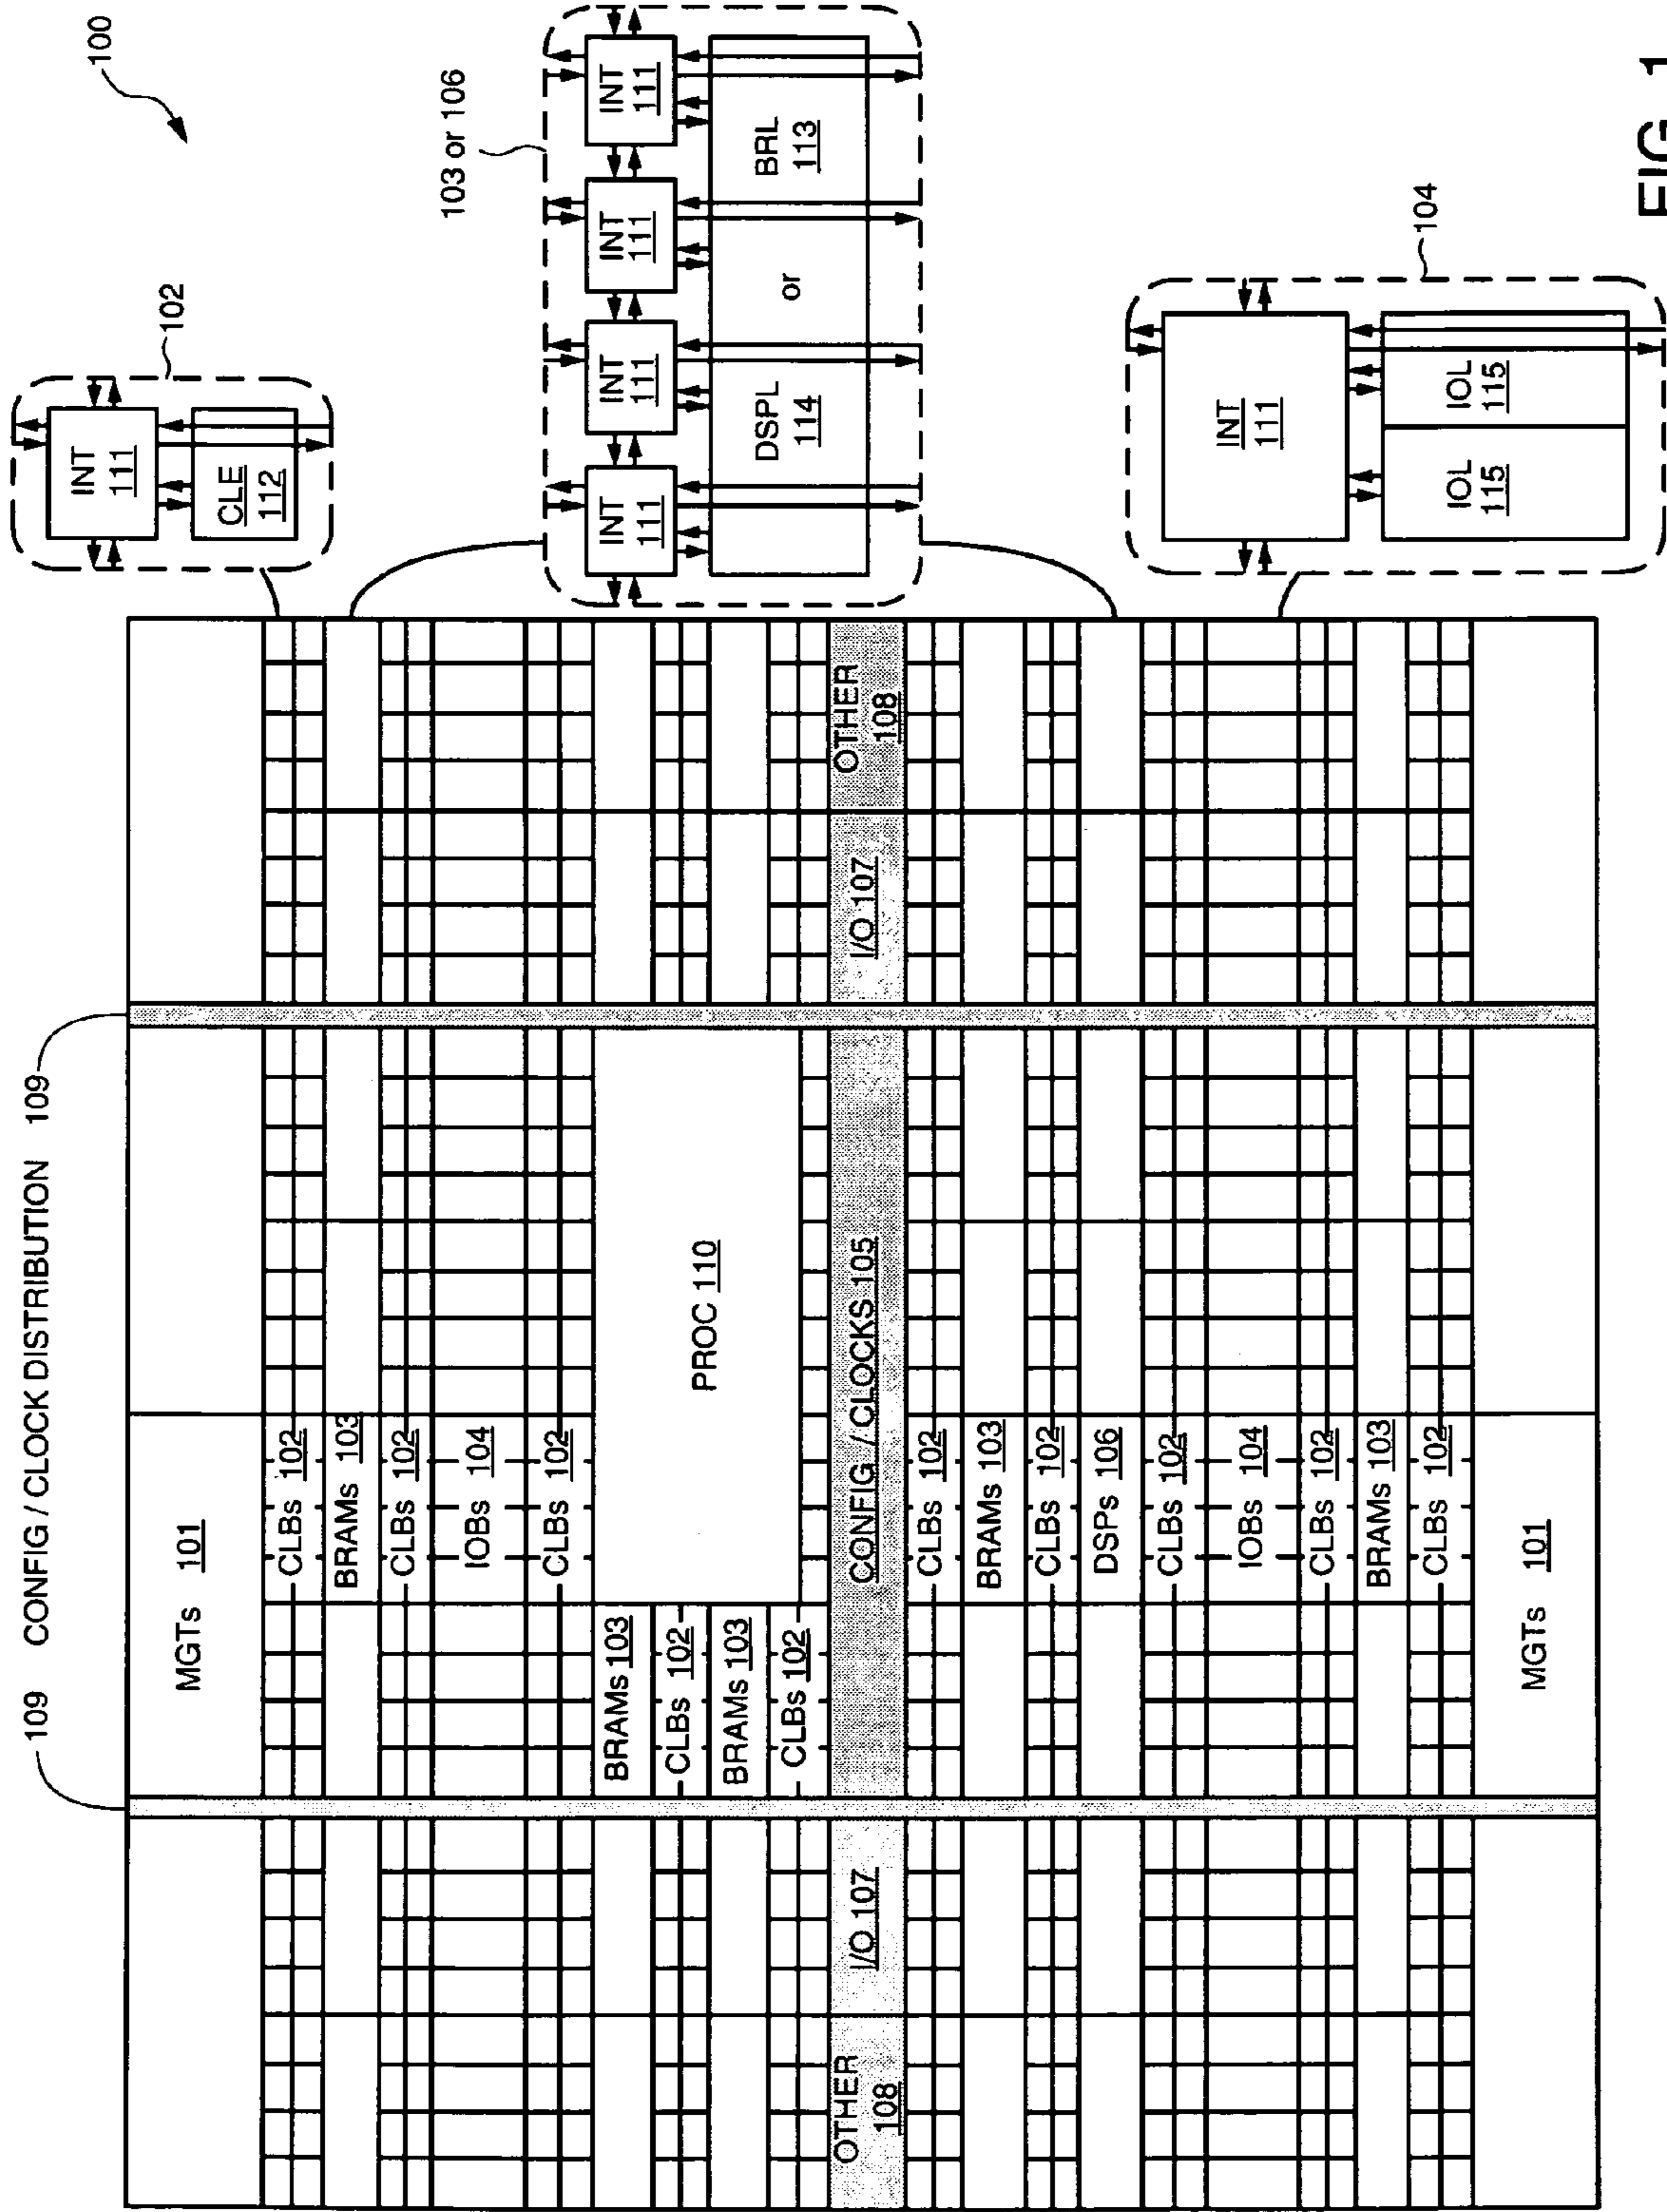 109 CONFIG / CLOCK DISTRIBUTION 109
100
MGTs 101
CLBs 102
BRAMs 103
CLBs 102
IOBs 104
CLBs 102
BRAMs 103
CLBs 102
BRAMs 103
CLBs 102
PROC 110
OTHER
108
I/O 107
CONFIG / CLOCKS 105
I/O 107
OTHER
108
CLBs 102
BRAMs 103
CLBs 102
DSPs 106
CLBs 102
IOBs 104
CLBs 102
BRAMs 103
CLBs 102
MGTs 101
102
INT
111
CLE
112
103 or 106
INT
111
INT
111
INT
111
INT
111
DSPL
114
or
BRL
113
104
INT
111
IOL
115
IOL
115
FIG. 1